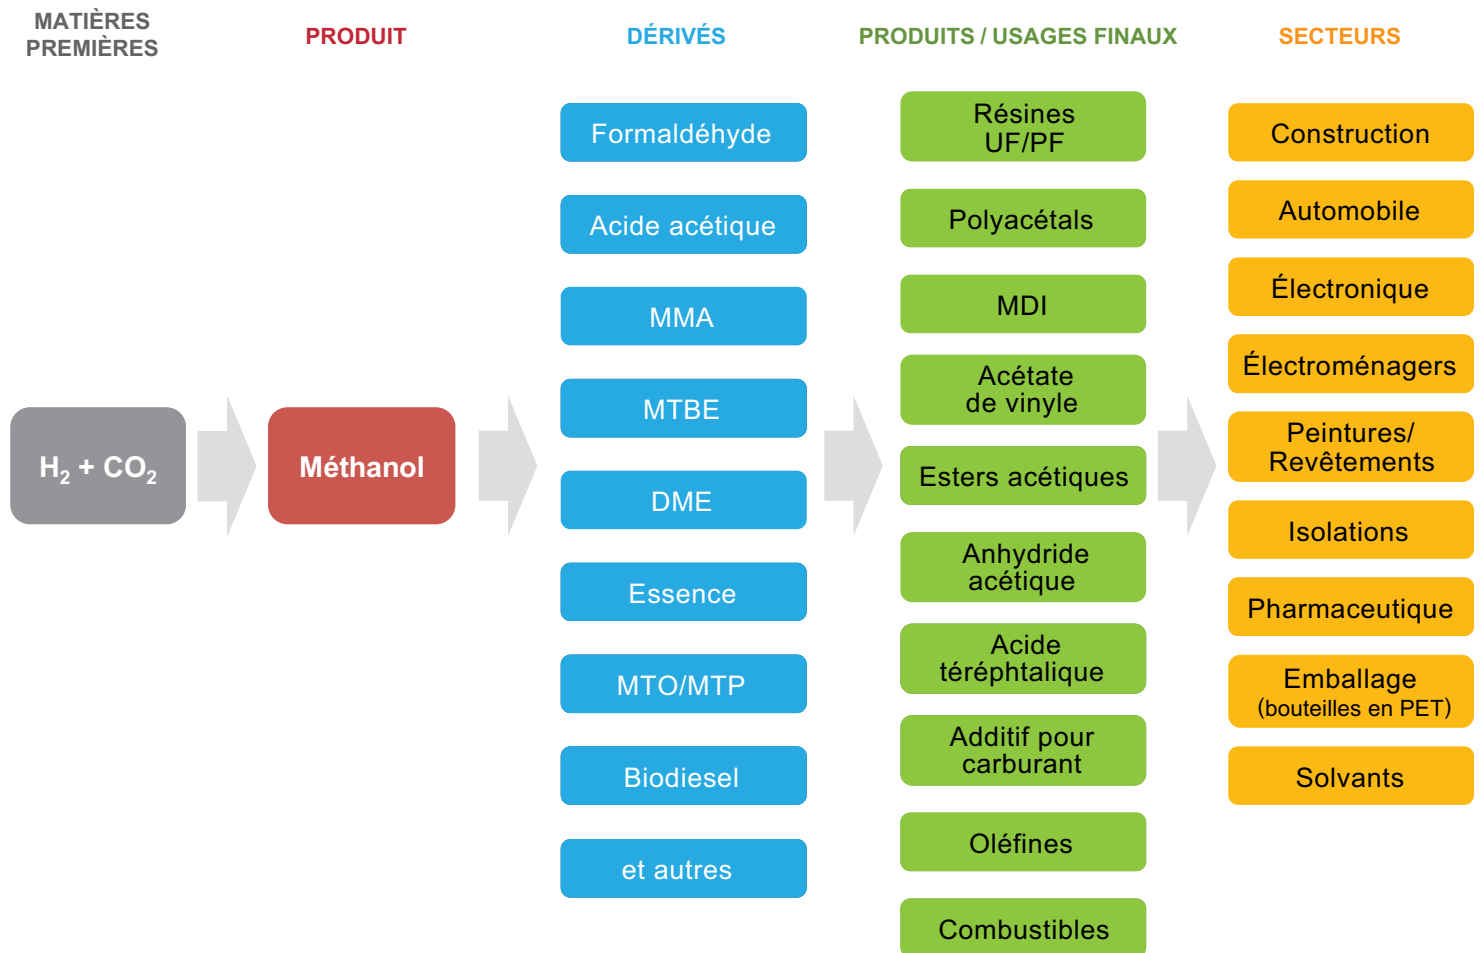 MATIÈRES
PREMIÈRES
PRODUIT
DÉRIVÉS
PRODUITS / USAGES FINAUX
SECTEURS
H₂ + CO₂
Méthanol
Formaldéhyde
Acide acétique
MMA
MTBE
DME
Essence
MTO/MTP
Biodiesel
et autres
Résines
UF/PF
Polyacétals
MDI
Acétate
de vinyle
Esters acétiques
Anhydride
acétique
Acide
téréphtalique
Additif pour
carburant
Oléfines
Combustibles
Construction
Automobile
Électronique
Électroménagers
Peintures/
Revêtements
Isolations
Pharmaceutique
Emballage
(bouteilles en PET)
Solvants